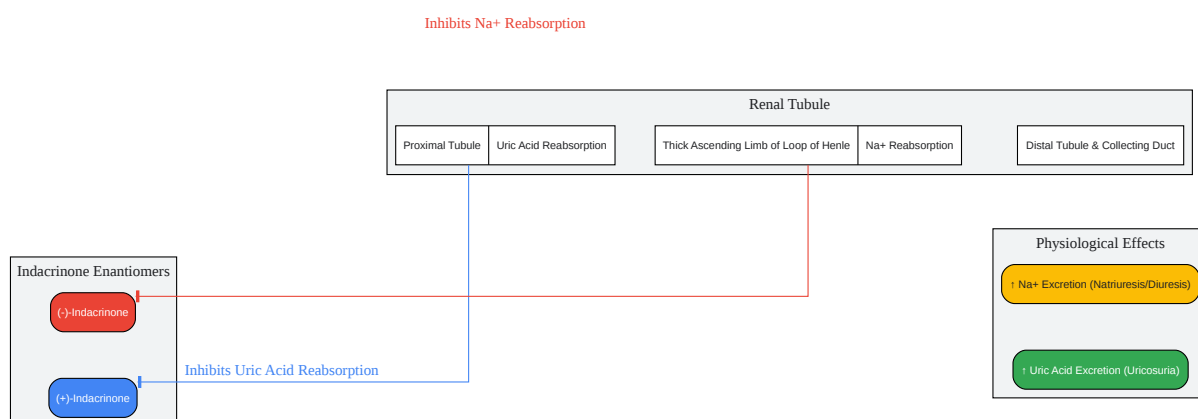 Inhibits Na+ Reabsorption
Renal Tubule
Proximal Tubule
Uric Acid Reabsorption
Thick Ascending Limb of Loop of Henle
Na+ Reabsorption
Distal Tubule & Collecting Duct
Physiological Effects
↑ Na+ Excretion (Natriuresis/Diuresis)
↑ Uric Acid Excretion (Uricosuria)
Indacrinone Enantiomers
(-)-Indacrinone
Inhibits Uric Acid Reabsorption
(+)-Indacrinone